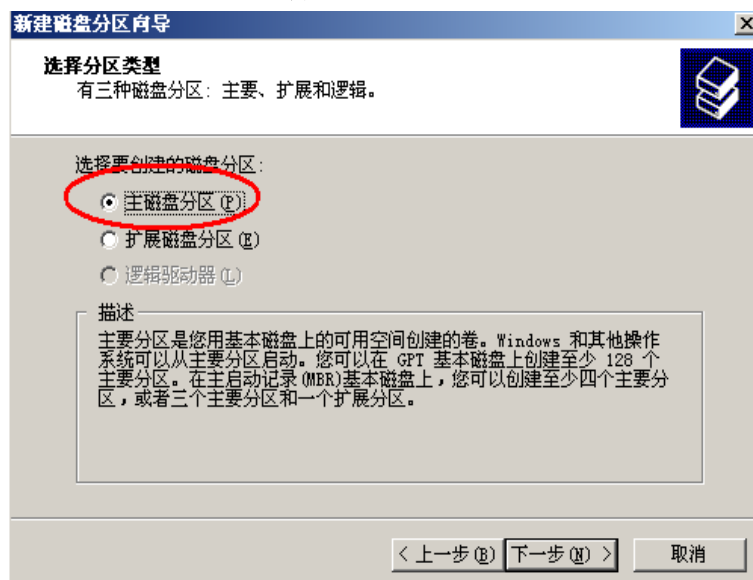 新建磁盘分区向导
选择分区类型
有三种磁盘分区: 主要、扩展和逻辑。
选择要创建的磁盘分区:
主磁盘分区(P)
扩展磁盘分区(E)
逻辑驱动器(L)
描述
主要分区是您用基本磁盘上的可用空间创建的卷。Windows 和其他操作
系统可以从主要分区启动。您可以在 GPT 基本磁盘上创建至少 128 个
主要分区。在主启动记录(MBR)基本磁盘上，您可以创建至少四个主要分
区，或者三个主要分区和一个扩展分区。
< 上一步(B) 下一步(N) > 取消